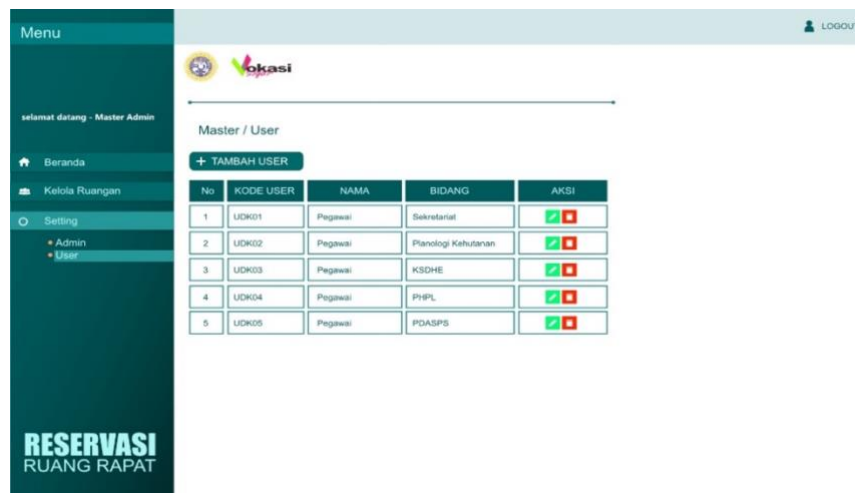 Menu
LOGOU
Vokasi
selamat datang - Master Admin
Master / User
Beranda
+ TAMBAH USER
Kelola Ruangan
No KODE USER NAMA BIDANG AKSI
Setting
1 UDK01 Pegawai Sekretariat
Admin
2 UDK02 Pegawai Planologi Kehutanan
User
3 UDK03 Pegawai KSDHE
4 UDK04 Pegawai PHPL
5 UDK05 Pegawai PDASPS
RESERVASI
RUANG RAPAT